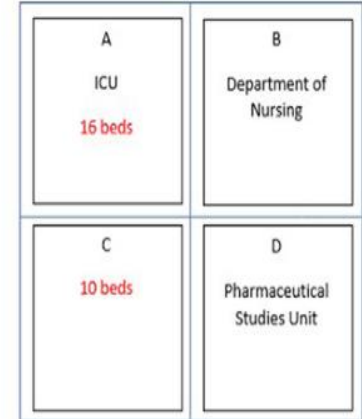 A
ICU
16 beds
B
Department of
Nursing
C
10 beds
D
Pharmaceutical
Studies Unit